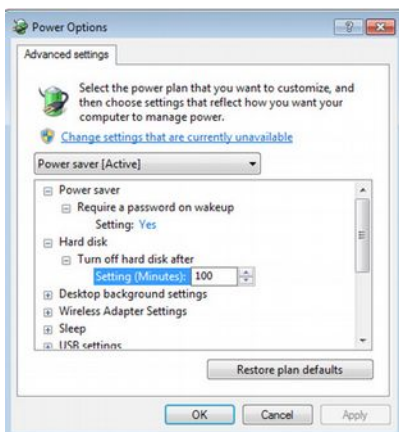 Power Options
Advanced settings
Select the power plan that you want to customize, and
then choose settings that reflect how you want your
computer to manage power.
Change settings that are currently unavailable
Power saver [Active]
Power saver
Require a password on wakeup
Setting: Yes
Hard disk
Turn off hard disk after
Setting (Minutes): 100
Desktop background settings
Wireless Adapter Settings
Sleep
USB settings
Restore plan defaults
OK Cancel Apply